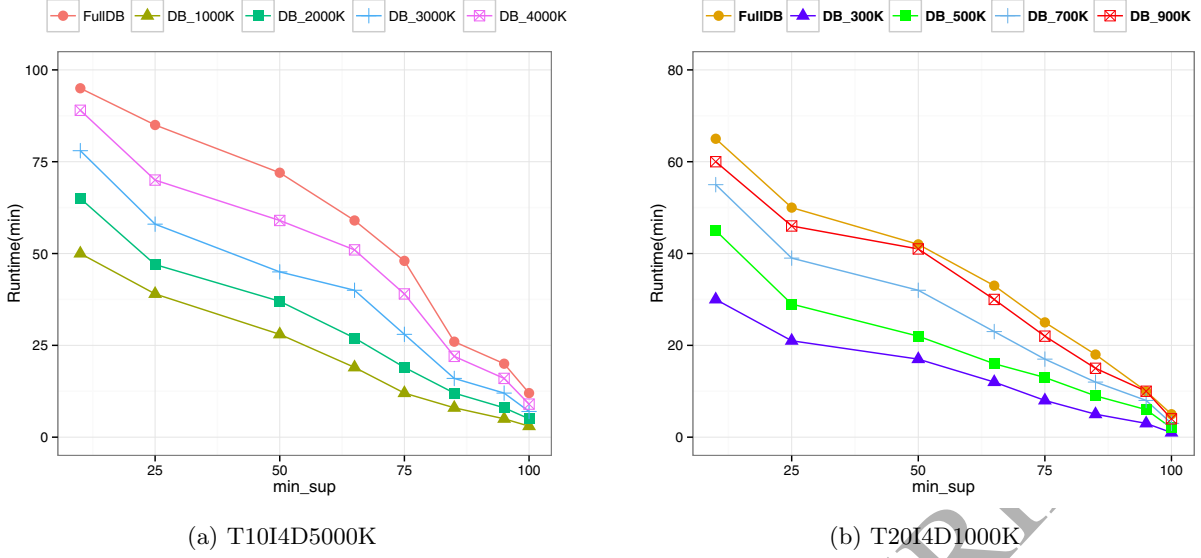 FullDB DB_1000K DB_2000K DB_3000K DB_4000K
100
75
50
25
0
Runtime(min)
25 50 75 100
min_sup
(a) T10I4D5000K
FullDB DB_300K DB_500K DB_700K DB_900K
80
60
40
20
0
Runtime(min)
25 50 75 100
min_sup
(b) T20I4D1000K